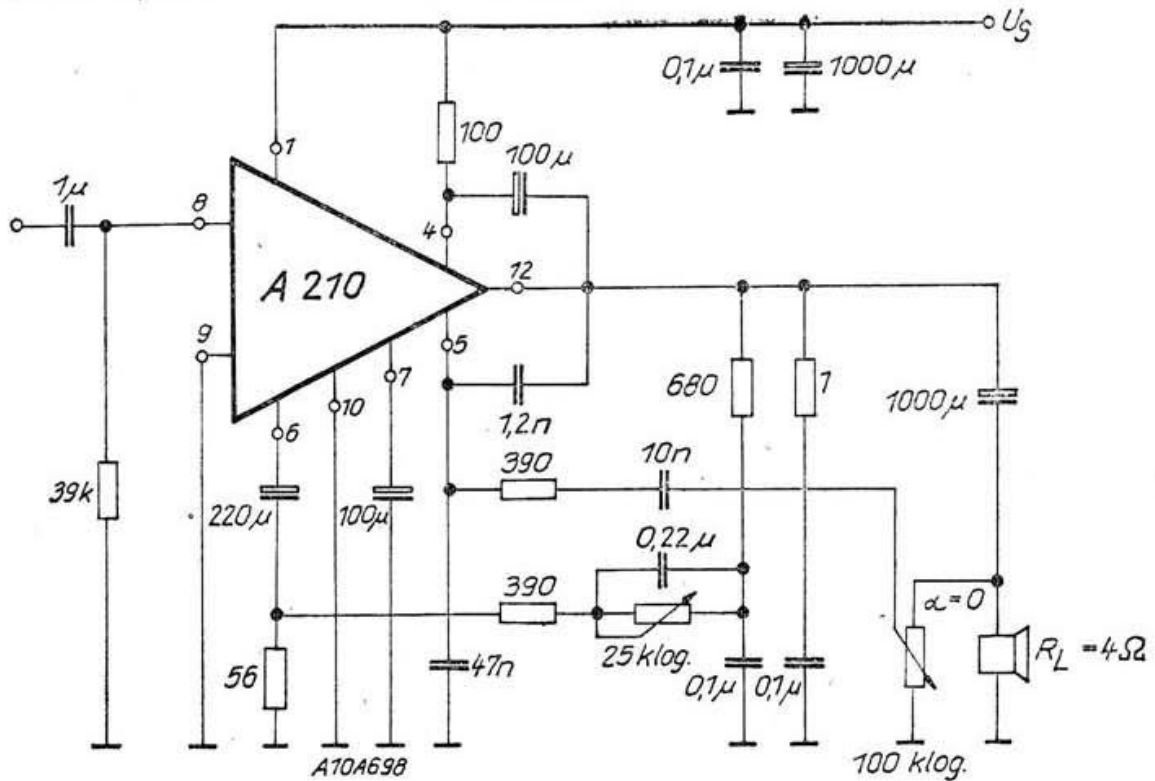 U_S
0,1µ
1000µ
100
1
100µ
1µ
8
4
A 210
12
9
5
7
680
1
10
1000µ
6
1,2n
10n
390
39k
220µ
100µ
0,22µ
390
α=0
25 klog.
R_L = 4Ω
56
47n
0,1µ
0,1µ
A10A698
100 klog.